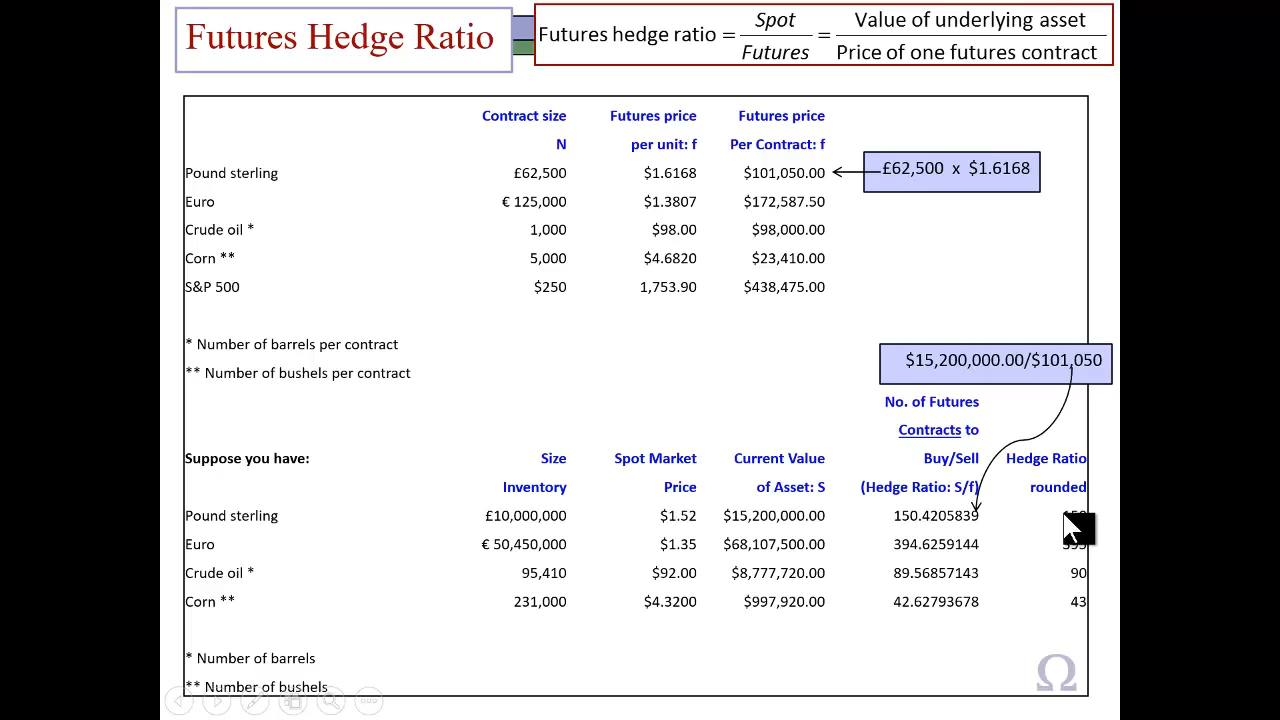 Futures Hedge Ratio
Futures hedge ratio = Spot / Futures = Value of underlying asset / Price of one futures contract
Contract size Futures price Futures price
N per unit: f Per Contract: f
Pound sterling £62,500 $1.6168 $101,050.00 £62,500 x $1.6168
Euro € 125,000 $1.3807 $172,587.50
Crude oil * 1,000 $98.00 $98,000.00
Corn ** 5,000 $4.6820 $23,410.00
S&P 500 $250 1,753.90 $438,475.00
* Number of barrels per contract
$15,200,000.00/$101,050
** Number of bushels per contract
No. of Futures
Contracts to
Suppose you have: Size Spot Market Current Value Buy/Sell Hedge Ratio
Inventory Price of Asset: S (Hedge Ratio: S/f) rounded
Pound sterling £10,000,000 $1.52 $15,200,000.00 150.4205839
Euro € 50,450,000 $1.35 $68,107,500.00 394.6259144
Crude oil * 95,410 $92.00 $8,777,720.00 89.56857143 90
Corn ** 231,000 $4.3200 $997,920.00 42.62793678 43
* Number of barrels
** Number of bushels
Ω